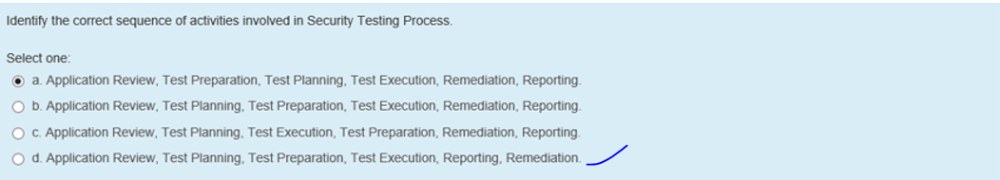 Identify the correct sequence of activities involved in Security Testing Process.
Select one:
a. Application Review, Test Preparation, Test Planning, Test Execution, Remediation, Reporting.
b. Application Review, Test Planning, Test Preparation, Test Execution, Remediation, Reporting.
c. Application Review, Test Planning, Test Execution, Test Preparation, Remediation, Reporting.
d. Application Review, Test Planning, Test Preparation, Test Execution, Reporting, Remediation.